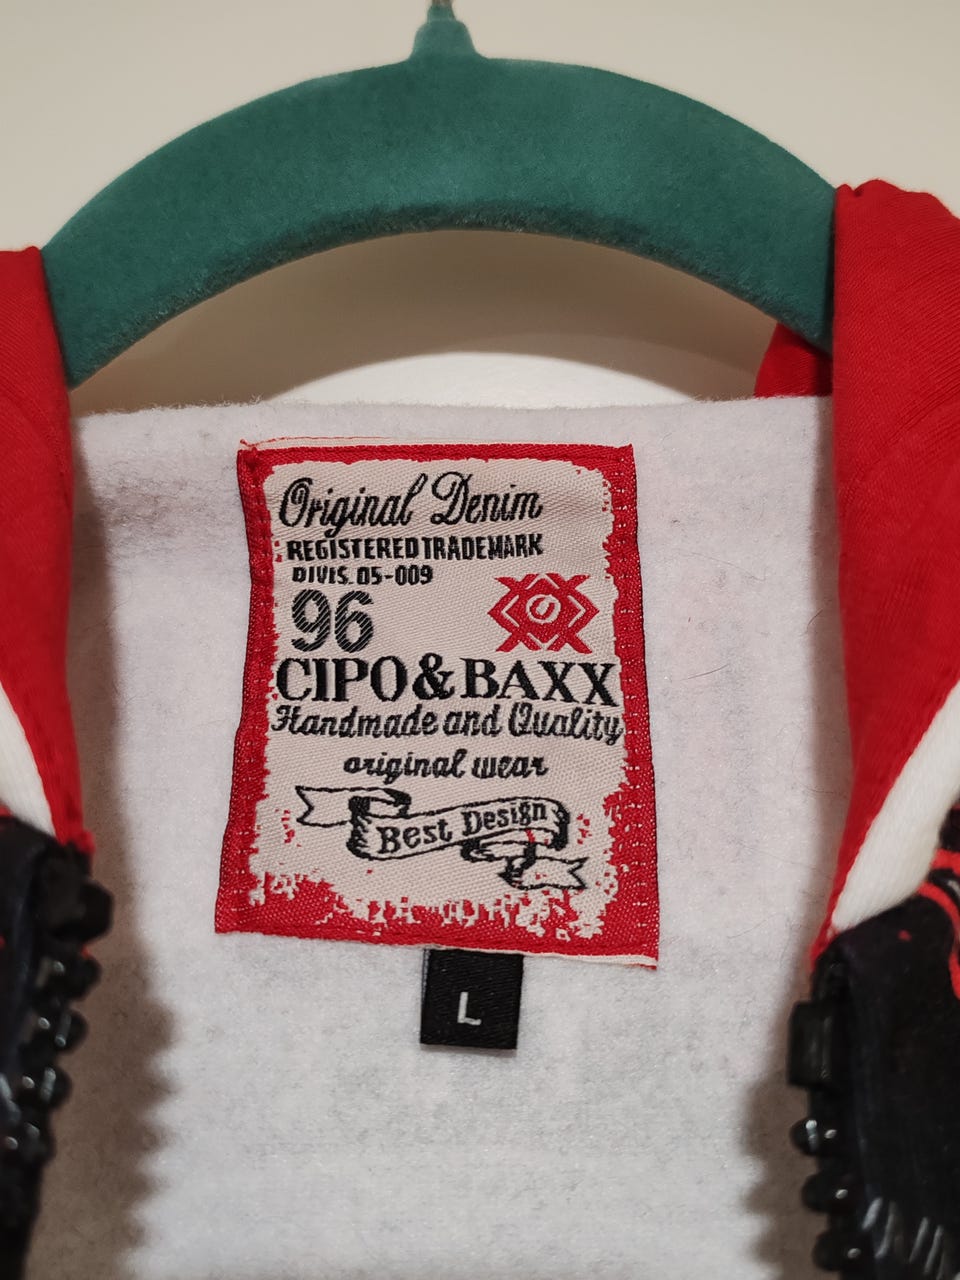 Original Denim
REGISTERED TRADEMARK
DIVIS. 05-009
96
CIPO&BAXX
Handmade and Quality
original wear
Best Design
L